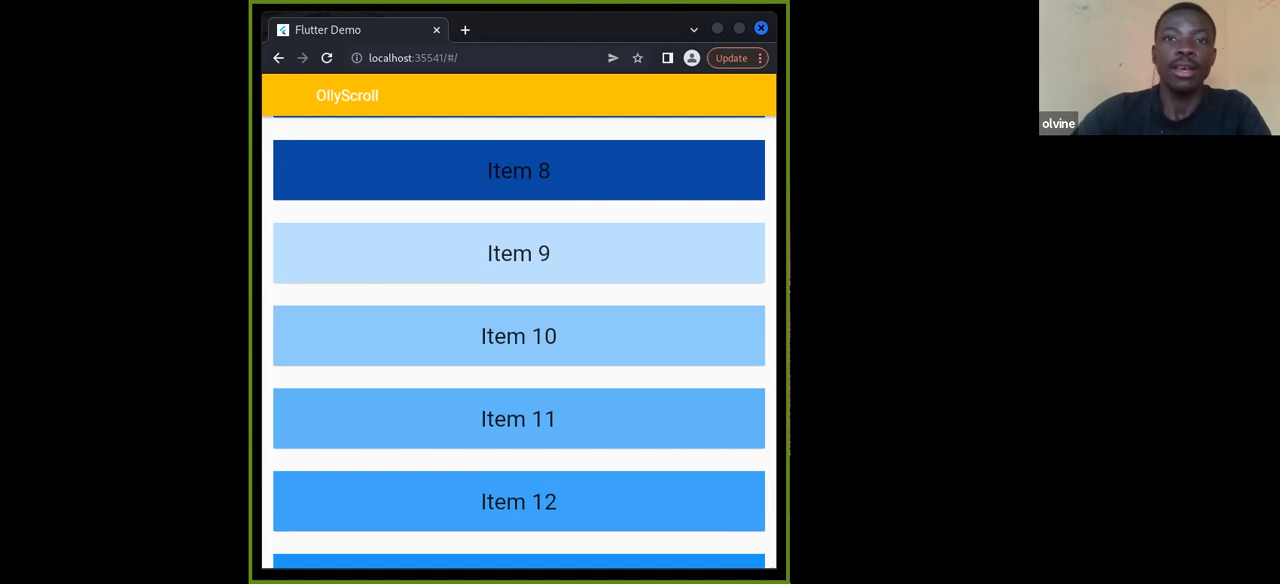 Flutter Demo
localhost:35541/#/
Update
OllyScroll
olvine
Item 8
Item 9
Item 10
Item 11
Item 12